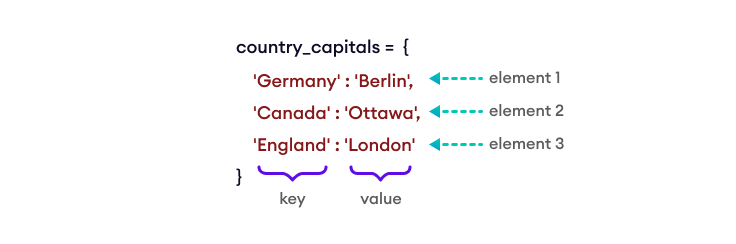 country_capitals = {
'Germany' : 'Berlin', element 1
'Canada' : 'Ottawa', element 2
'England' : 'London' element 3
}
key value